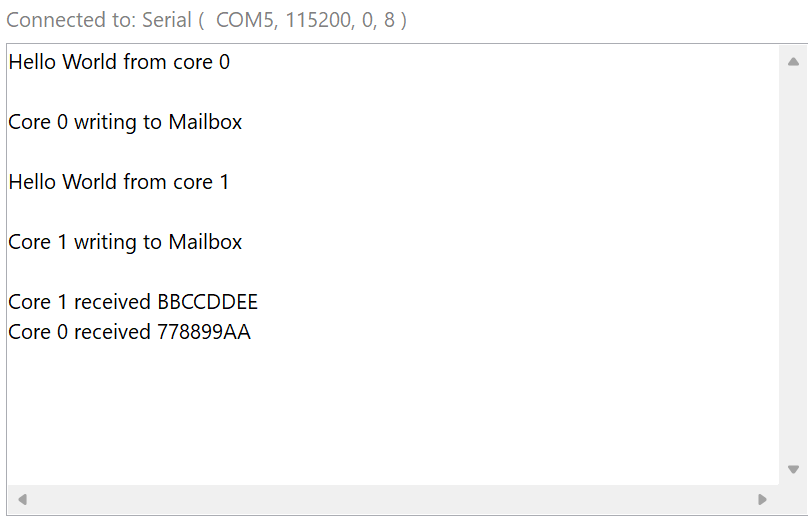 Connected to: Serial (  COM5, 115200, 0, 8 )
Hello World from core 0
Core 0 writing to Mailbox
Hello World from core 1
Core 1 writing to Mailbox
Core 1 received BBCCDDEE
Core 0 received 778899AA